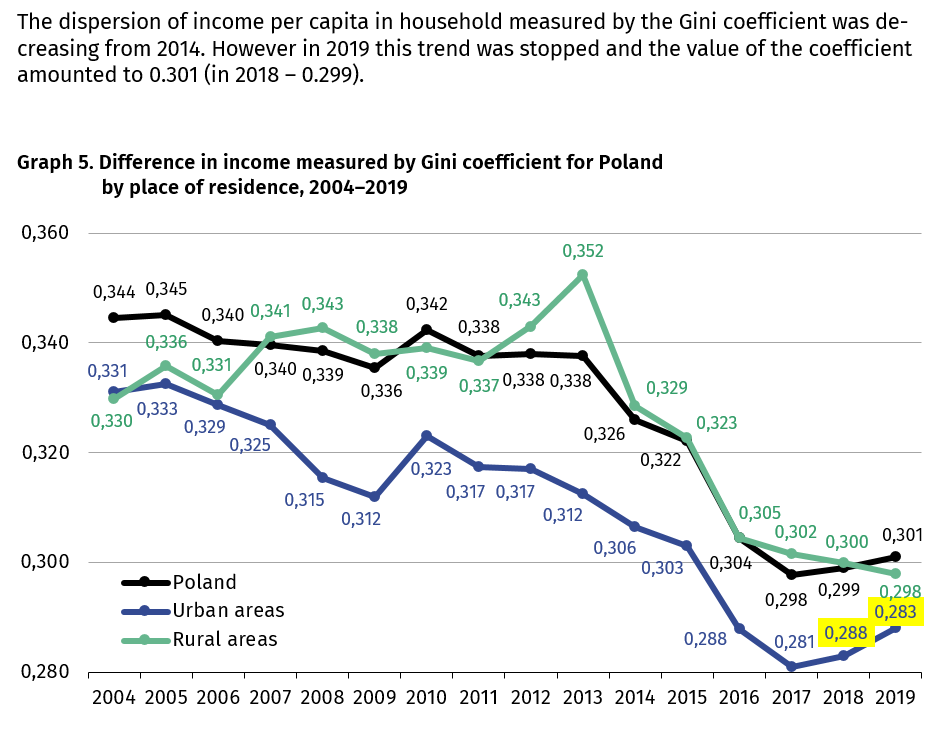 The dispersion of income per capita in household measured by the Gini coefficient was de-
creasing from 2014. However in 2019 this trend was stopped and the value of the coefficient
amounted to 0.301 (in 2018 – 0.299).
Graph 5. Difference in income measured by Gini coefficient for Poland
by place of residence, 2004–2019
0,360
0,352
0,344 0,345 0,340 0,341 0,343 0,338 0,342 0,338 0,343
0,340
0,331 0,336 0,331 0,340 0,339 0,336 0,339 0,337 0,338 0,338 0,329
0,330 0,333 0,329 0,325 0,326 0,323
0,320
0,315 0,312 0,323 0,317 0,317 0,312 0,322
0,306 0,303 0,305 0,302 0,300 0,301
0,300
0,304 0,298 0,299 0,298
Poland
Urban areas
Rural areas
0,288 0,281 0,288 0,283
0,280
2004 2005 2006 2007 2008 2009 2010 2011 2012 2013 2014 2015 2016 2017 2018 2019